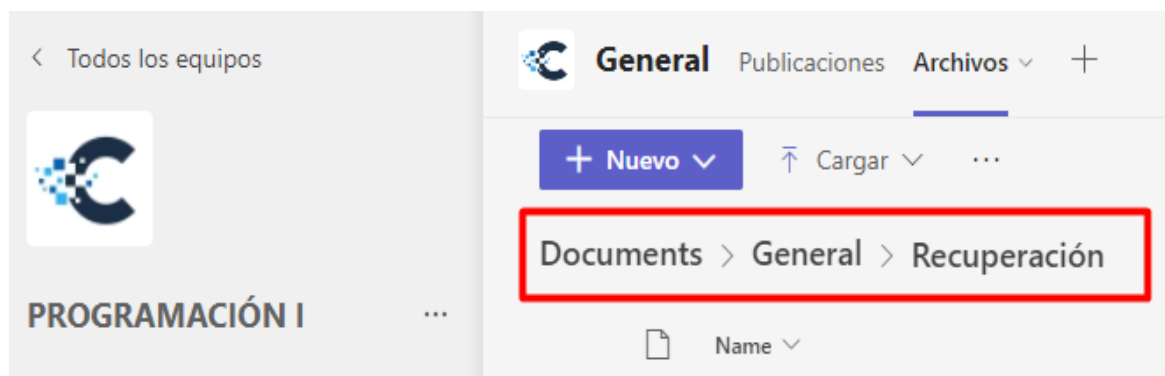 Todos los equipos
General Publicaciones Archivos
Nuevo Cargar ...
Documents > General > Recuperación
PROGRAMACIÓN I ...
Name